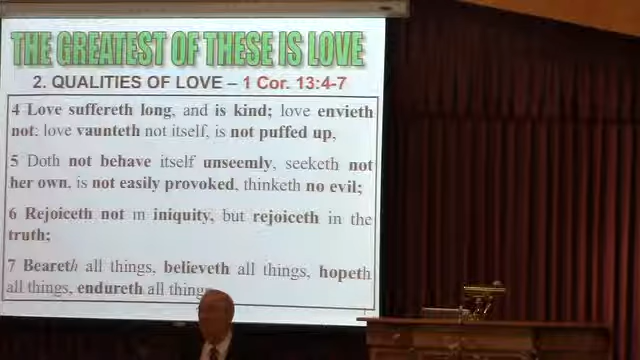 THE GREATEST OF THESE IS LOVE
2. QUALITIES OF LOVE – 1 Cor. 13:4-7
4 Love suffereth long, and is kind; love envieth
not: love vaunteth not itself, is not puffed up,
5 Doth not behave itself unseemly, seeketh not
her own, is not easily provoked, thinketh no evil;
6 Rejoiceth not in iniquity, but rejoiceth in the
truth;
7 Beareth all things, believeth all things, hopeth
all things, endureth all things